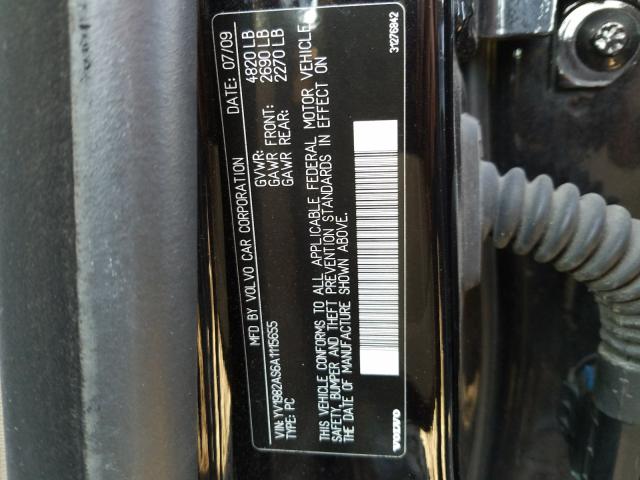 MFD BY VOLVO CAR CORPORATION DATE: 07/09
GVWR: 4820 LB
GAWR FRONT: 2690 LB
GAWR REAR: 2270 LB
VIN: YV1982AS6A1115655
TYPE: PC
THIS VEHICLE CONFORMS TO ALL APPLICABLE FEDERAL MOTOR VEHICLE
SAFETY, BUMPER AND THEFT PREVENTION STANDARDS IN EFFECT ON
THE DATE OF MANUFACTURE SHOWN ABOVE.
VOLVO 31276842